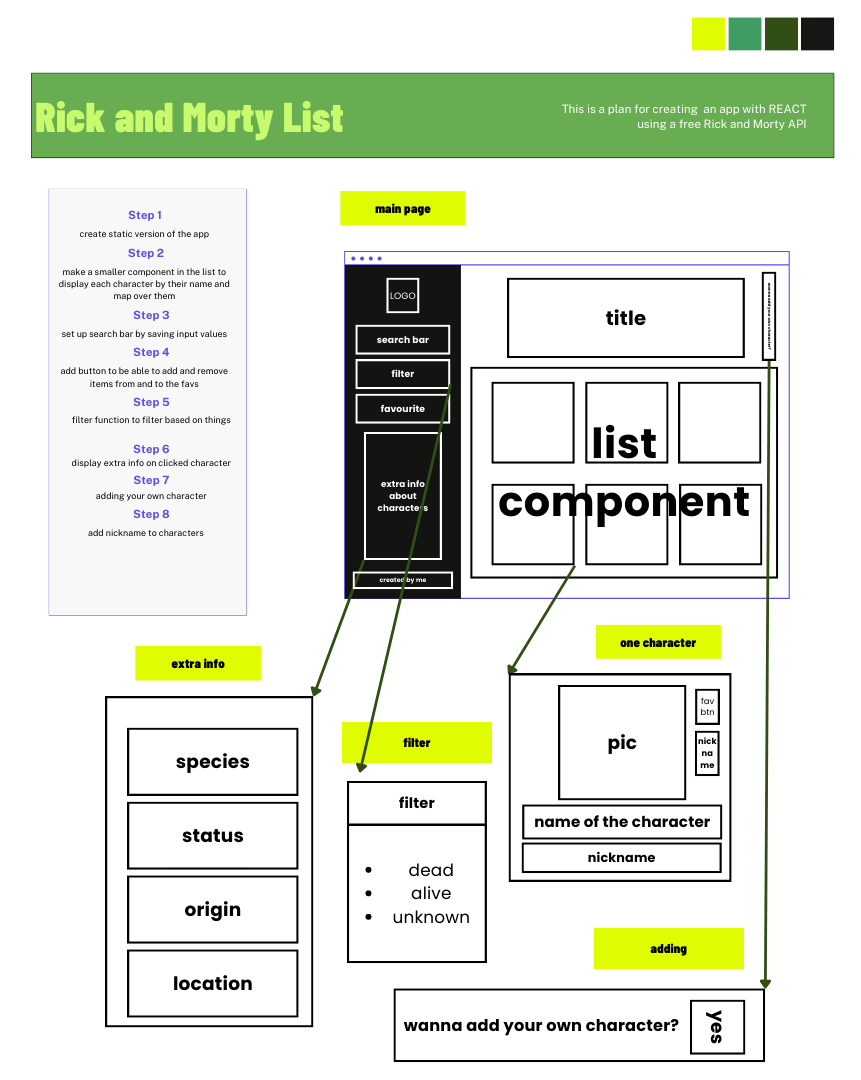 Rick and Morty List
This is a plan for creating an app with REACT
using a free Rick and Morty API
Step 1
create static version of the app
Step 2
make a smaller component in the list to
display each character by their name and
map over them
Step 3
set up search bar by saving input values
Step 4
add button to be able to add and remove
items from and to the favs
Step 5
filter function to filter based on things
Step 6
display extra info on clicked character
Step 7
adding your own character
Step 8
add nickname to characters
main page
LOGO
search bar
filter
favourite
extra info
about
characters
created by me
title
wanna add your own character?
list
component
extra info
species
status
origin
location
filter
filter
• dead
• alive
• unknown
one character
pic
fav
btn
nick
na
me
name of the character
nickname
adding
wanna add your own character?
yes